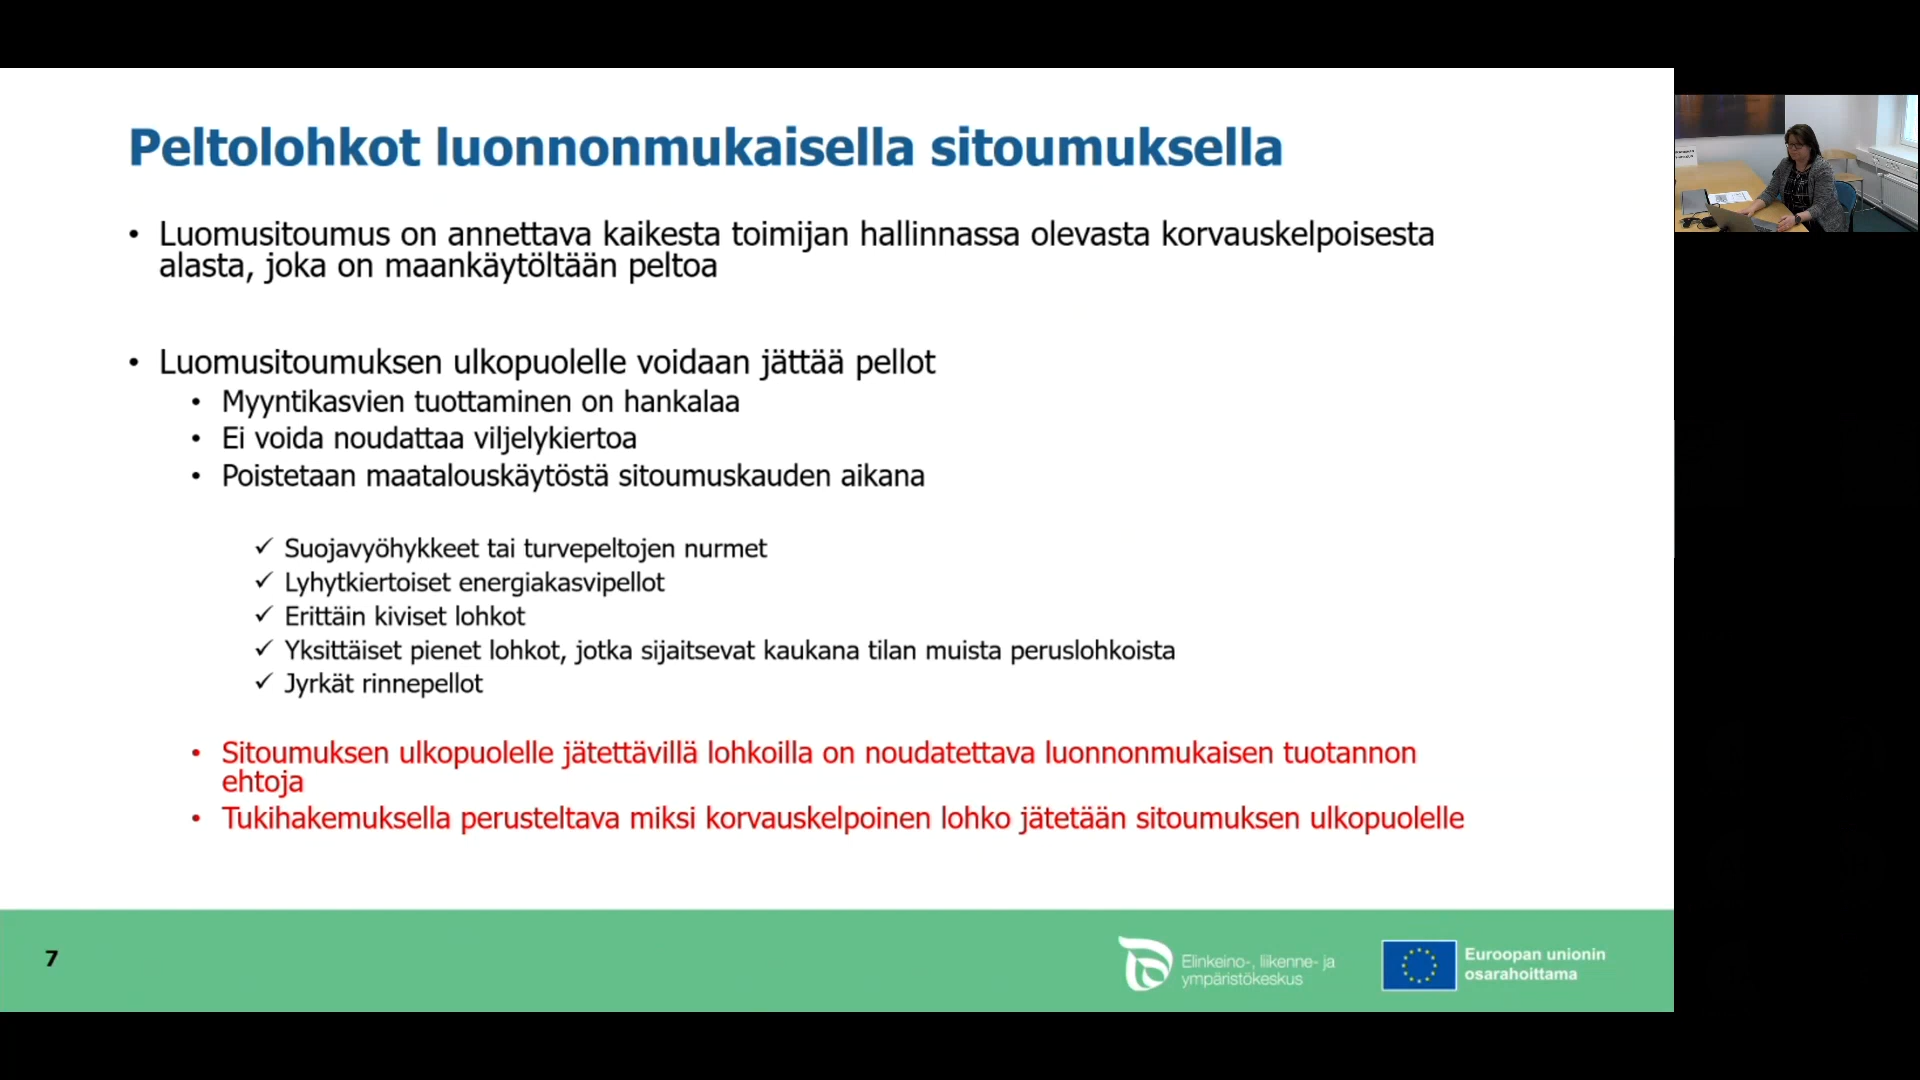 Peltolohkot luonnonmukaisella sitoumuksella
• Luomusitoumus on annettava kaikesta toimijan hallinnassa olevasta korvauskelpoisesta
alasta, joka on maankäytöltään peltoa
• Luomusitoumuksen ulkopuolelle voidaan jättää pellot
• Myyntikasvien tuottaminen on hankalaa
• Ei voida noudattaa viljelykiertoa
• Poistetaan maatalouskäytöstä sitoumuskauden aikana
✓ Suojavyöhykkeet tai turvepeltojen nurmet
✓ Lyhytkiertoiset energiakasvipellot
✓ Erittäin kiviset lohkot
✓ Yksittäiset pienet lohkot, jotka sijaitsevat kaukana tilan muista peruslohkoista
✓ Jyrkät rinnepellot
• Sitoumuksen ulkopuolelle jätettävillä lohkoilla on noudatettava luonnonmukaisen tuotannon
ehtoja
• Tukihakemuksella perusteltava miksi korvauskelpoinen lohko jätetään sitoumuksen ulkopuolelle
7
Elinkeino-, liikenne- ja
ympäristökeskus
Euroopan unionin
osarahoittama